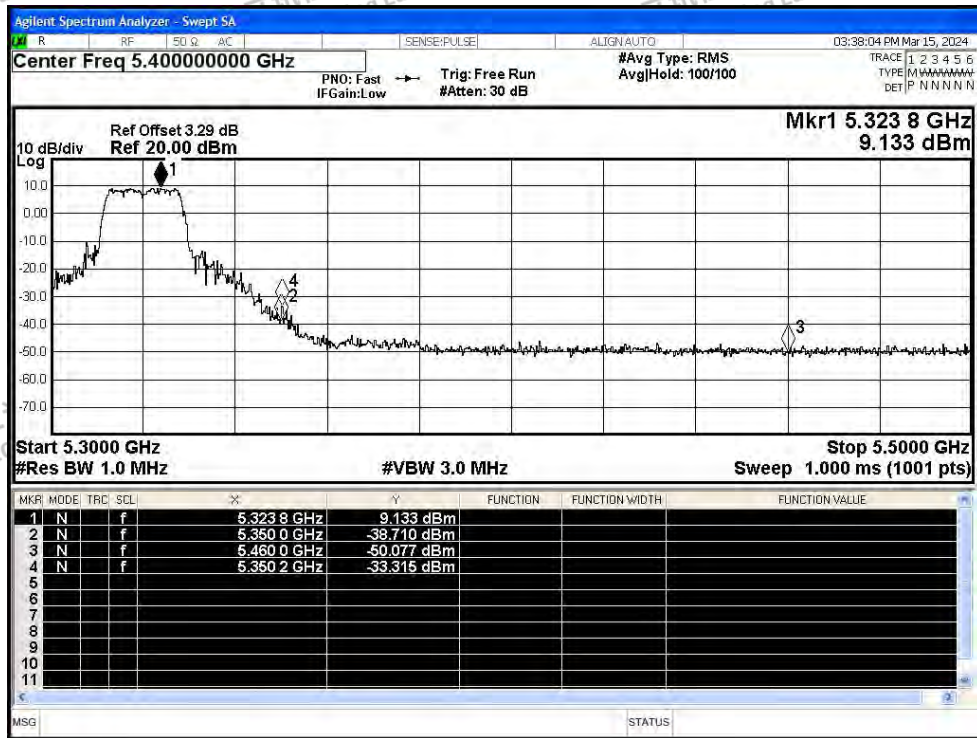 Agilent Spectrum Analyzer - Swept SA
LXI R RF 50 Ω AC SENSE:PULSE ALIGN AUTO 03:38:04 PM Mar 15, 2024
Center Freq 5.400000000 GHz
PNO: Fast
IFGain:Low
Trig: Free Run
#Atten: 30 dB
#Avg Type: RMS
Avg|Hold: 100/100
TRACE 1 2 3 4 5 6
TYPE M W W W W W
DET P N N N N N
Mkr1 5.323 8 GHz
9.133 dBm
Ref Offset 3.29 dB
10 dB/div Ref 20.00 dBm
Log
1
10.0
0.00
-10.0
-20.0
4
-30.0
2
-40.0
3
-50.0
-60.0
-70.0
Start 5.3000 GHz Stop 5.5000 GHz
#Res BW 1.0 MHz #VBW 3.0 MHz Sweep 1.000 ms (1001 pts)
MKR MODE TRC SCL X Y FUNCTION FUNCTION WIDTH FUNCTION VALUE
1 N f 5.323 8 GHz 9.133 dBm
2 N f 5.350 0 GHz -38.710 dBm
3 N f 5.460 0 GHz -50.077 dBm
4 N f 5.350 2 GHz -33.315 dBm
5
6
7
8
9
10
11
MSG STATUS